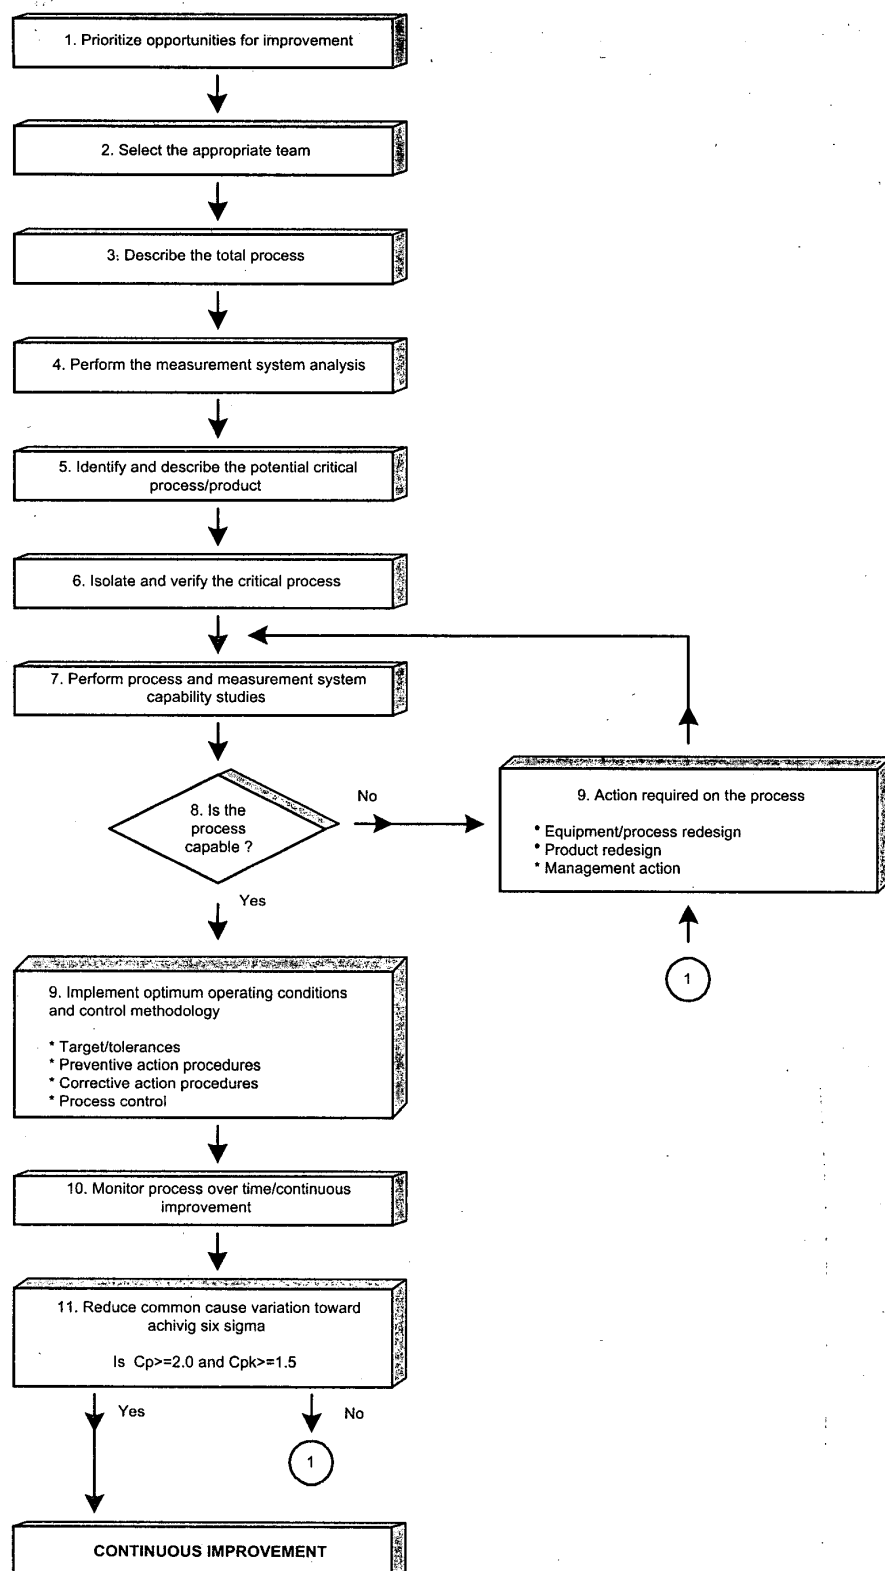 1. Prioritize opportunities for improvement
2. Select the appropriate team
3. Describe the total process
4. Perform the measurement system analysis
5. Identify and describe the potential critical
process/product
6. Isolate and verify the critical process
7. Perform process and measurement system
capability studies
8. Is the
process
capable ?
No
9. Action required on the process
* Equipment/process redesign
* Product redesign
* Management action
1
Yes
9. Implement optimum operating conditions
and control methodology
* Target/tolerances
* Preventive action procedures
* Corrective action procedures
* Process control
10. Monitor process over time/continuous
improvement
11. Reduce common cause variation toward
achivig six sigma
Is Cp>=2.0 and Cpk>=1.5
Yes
No
1
CONTINUOUS IMPROVEMENT